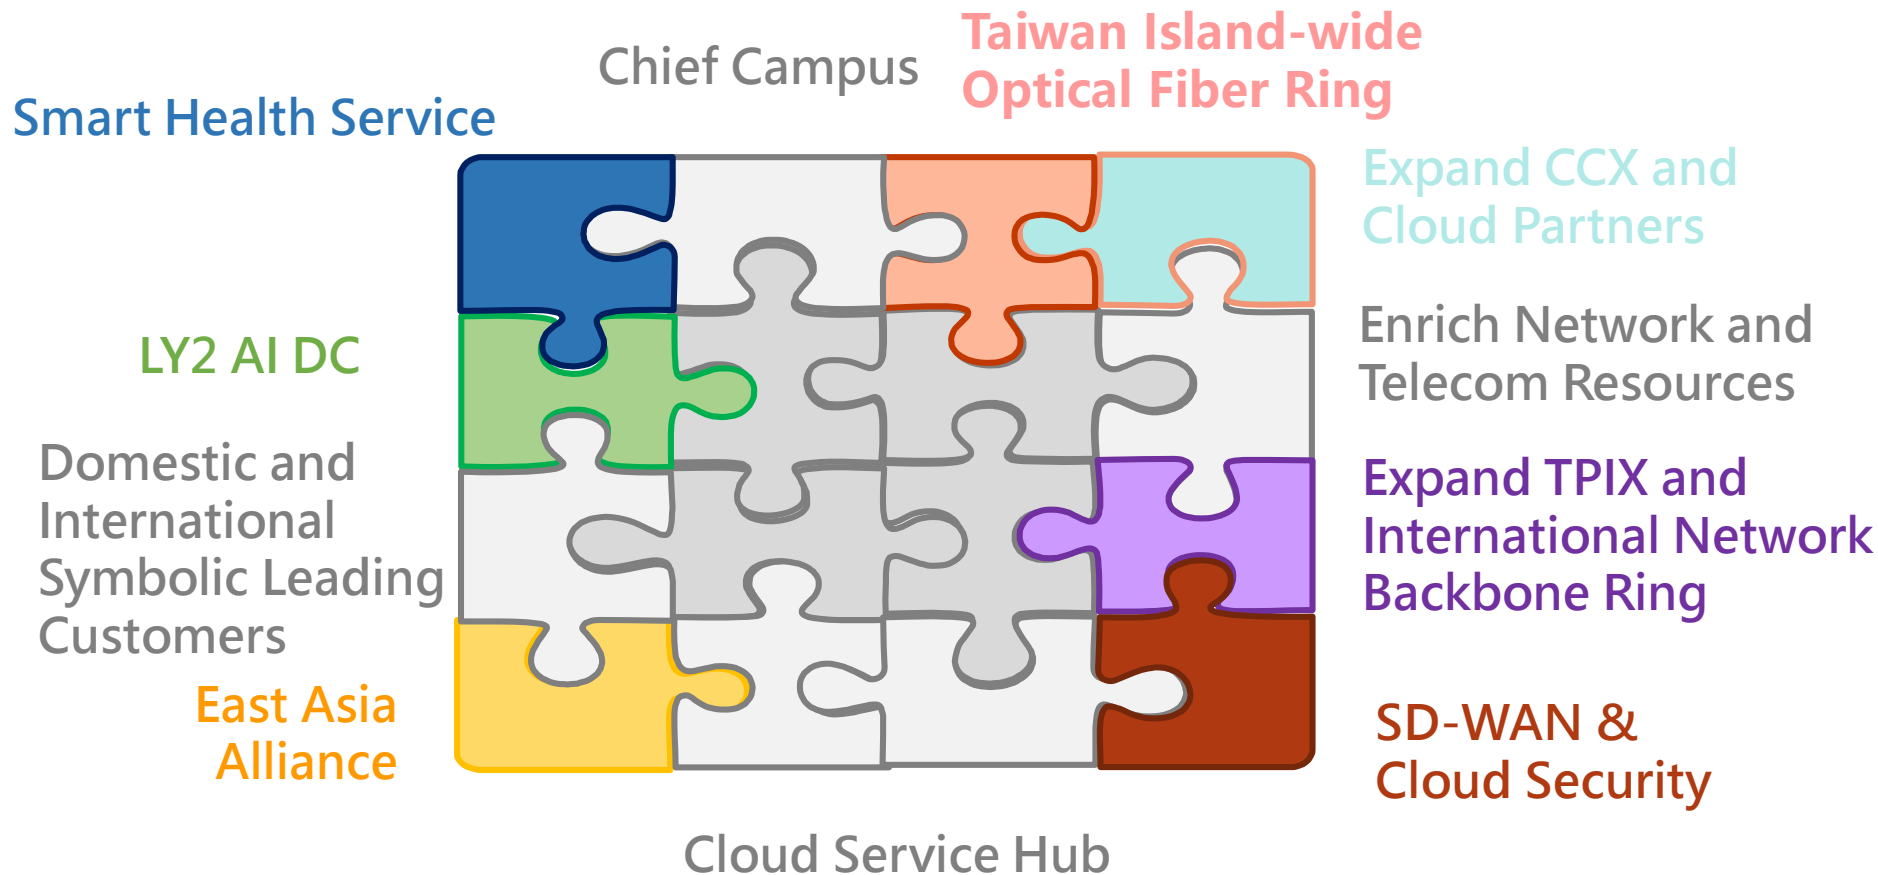 Chief Campus
Taiwan Island-wide
Optical Fiber Ring
Smart Health Service
Expand CCX and
Cloud Partners
LY2 AI DC
Enrich Network and
Telecom Resources
Domestic and
International
Symbolic Leading
Customers
Expand TPIX and
International Network
Backbone Ring
East Asia
Alliance
SD-WAN &
Cloud Security
Cloud Service Hub